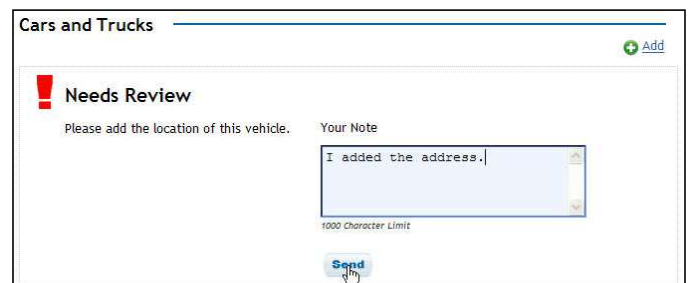 Cars and Trucks
Add
Needs Review
Please add the location of this vehicle.
Your Note
I added the address.
1000 Character Limit
Send